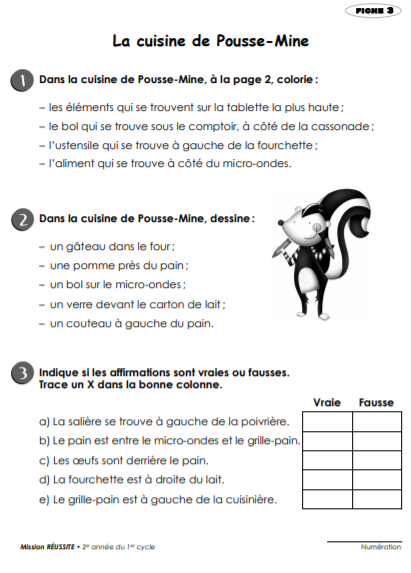 FICHE 3
La cuisine de Pousse-Mine
1 Dans la cuisine de Pousse-Mine, à la page 2, colorie :
– les éléments qui se trouvent sur la tablette la plus haute ;
– le bol qui se trouve sous le comptoir, à côté de la cassonade ;
– l'ustensile qui se trouve à gauche de la fourchette ;
– l'aliment qui se trouve à côté du micro-ondes.
2 Dans la cuisine de Pousse-Mine, dessine :
– un gâteau dans le four ;
– une pomme près du pain ;
– un bol sur le micro-ondes ;
– un verre devant le carton de lait ;
– un couteau à gauche du pain.
3 Indique si les affirmations sont vraies ou fausses.
Trace un X dans la bonne colonne.
Vraie Fausse
a) La salière se trouve à gauche de la poivrière.
b) Le pain est entre le micro-ondes et le grille-pain.
c) Les œufs sont derrière le pain.
d) La fourchette est à droite du lait.
e) Le grille-pain est à gauche de la cuisinière.
Mission RÉUSSITE • 2e année du 1er cycle
Numération